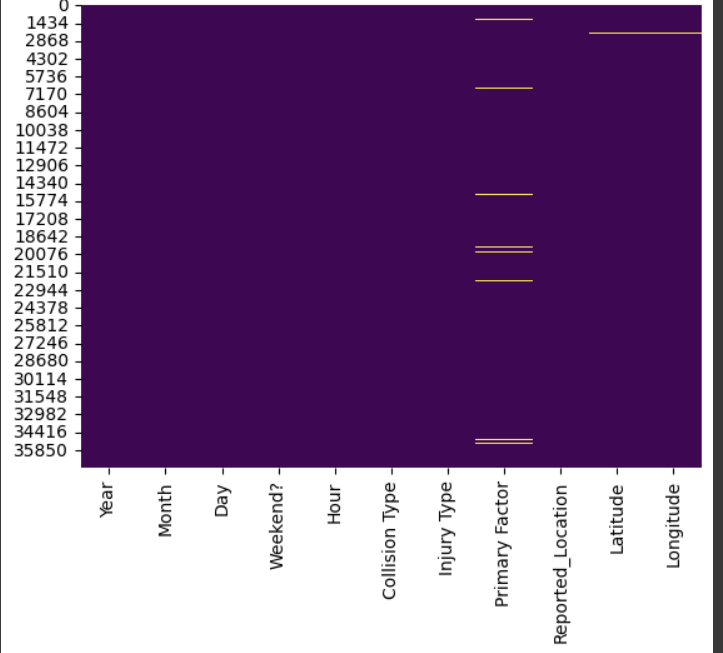 0
1434
2868
4302
5736
7170
8604
10038
11472
12906
14340
15774
17208
18642
20076
21510
22944
24378
25812
27246
28680
30114
31548
32982
34416
35850
Year
Month
Day
Weekend?
Hour
Collision Type
Injury Type
Primary Factor
Reported_Location
Latitude
Longitude